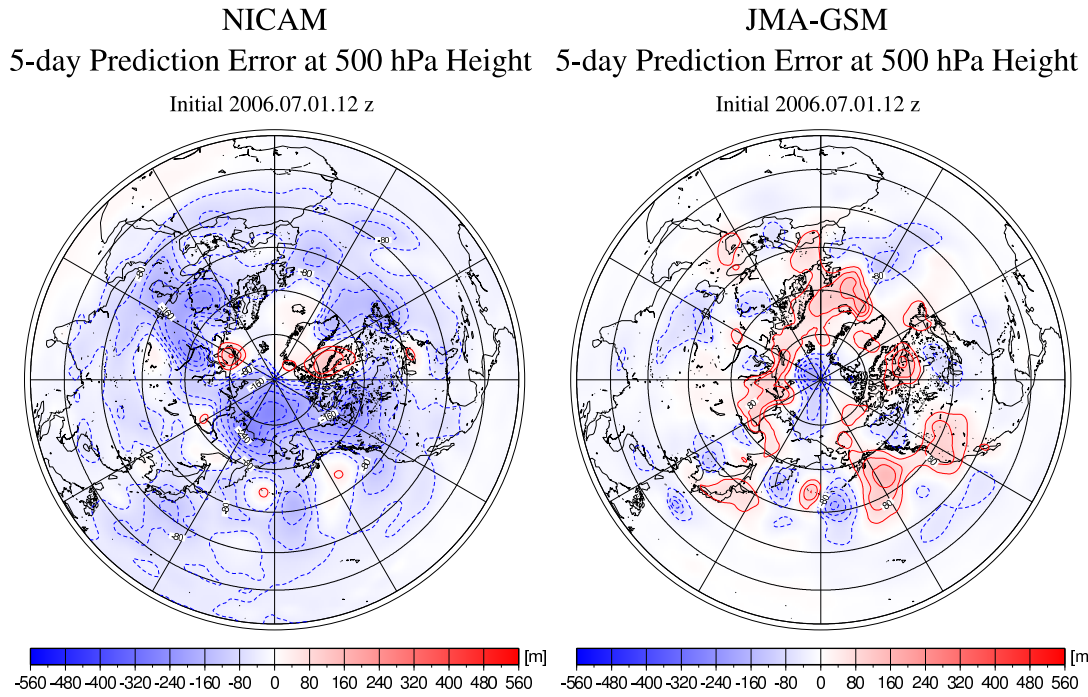 NICAM
5-day Prediction Error at 500 hPa Height
Initial 2006.07.01.12 z
-560 -480 -400 -320 -240 -160 -80 0 80 160 240 320 400 480 560 [m]
JMA-GSM
5-day Prediction Error at 500 hPa Height
Initial 2006.07.01.12 z
-560 -480 -400 -320 -240 -160 -80 0 80 160 240 320 400 480 560 [m]